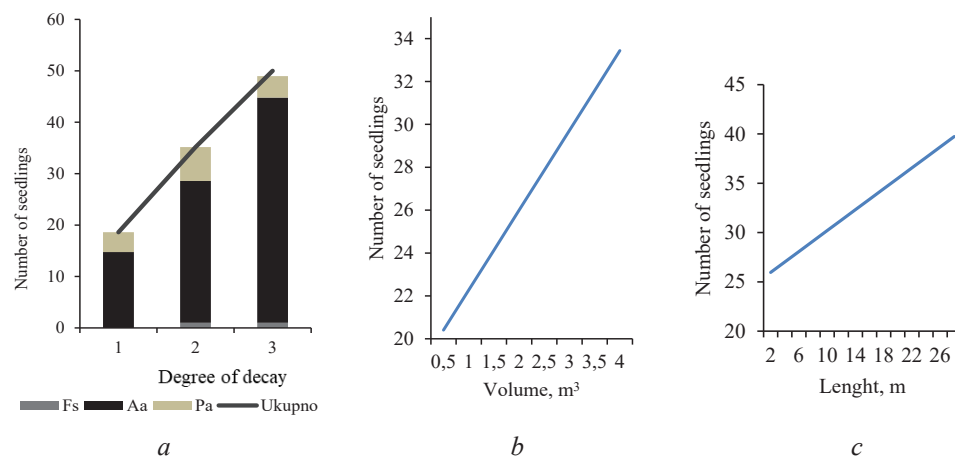 60
50
40
30
20
10
0
Number of seedlings
1 2 3
Degree of decay
Fs Aa Pa Ukupno
a
34
32
30
28
26
24
22
20
Number of seedlings
0,5 1 1,5 2 2,5 3 3,5 4
Volume, m³
b
45
40
35
30
25
20
Number of seedlings
2 6 10 14 18 22 26
Lenght, m
c